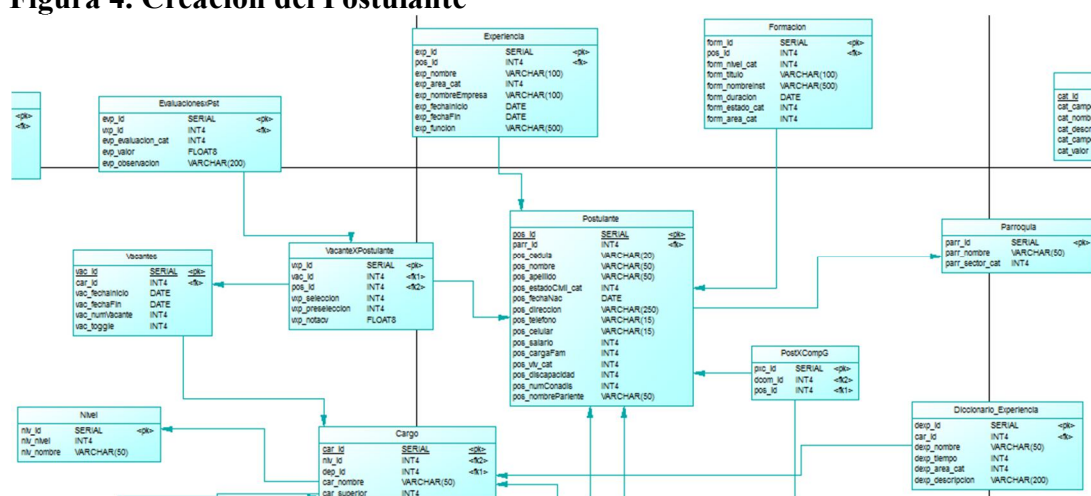 Figura 4. Creación del Postulante
Experiencia
exp_id SERIAL <pk>
pos_id INT4 <fk>
exp_nombre VARCHAR(100)
exp_area_cat INT4
exp_nombreEmpresa VARCHAR(100)
exp_fechaInicio DATE
exp_fechaFin DATE
exp_funcion VARCHAR(500)
Formacion
form_id SERIAL <pk>
pos_id INT4 <fk>
form_nivel_cat INT4
form_titulo VARCHAR(100)
form_nombreInst VARCHAR(500)
form_duracion DATE
form_estado_cat INT4
form_area_cat INT4
<pk>
<fk>
EvaluacionesxPst
evp_id SERIAL <pk>
vxp_id INT4 <fk>
evp_evaluacion_cat INT4
evp_valor FLOAT8
evp_observacion VARCHAR(200)
cat_id
cat_camp
cat_nomb
cat_descr
cat_camp
cat_valor
Postulante
pos_id SERIAL <pk>
parr_id INT4 <fk>
pos_cedula VARCHAR(20)
pos_nombre VARCHAR(50)
pos_apellido VARCHAR(50)
pos_estadoCivil_cat INT4
pos_fechaNac DATE
pos_direccion VARCHAR(250)
pos_telefono VARCHAR(15)
pos_celular VARCHAR(15)
pos_salario INT4
pos_cargaFam INT4
pos_viv_cat INT4
pos_discapacidad INT4
pos_numConadis INT4
pos_nombrePariente VARCHAR(50)
Parroquia
parr_id SERIAL <pk>
parr_nombre VARCHAR(50)
parr_sector_cat INT4
Vacantes
vac_id SERIAL <pk>
car_id INT4 <fk>
vac_fechaInicio DATE
vac_fechaFin DATE
vac_numVacante INT4
vac_toggle INT4
VacanteXPostulante
vxp_id SERIAL <pk>
vac_id INT4 <fk1>
pos_id INT4 <fk2>
vxp_seleccion INT4
vxp_preseleccion INT4
vxp_notacv FLOAT8
PostXCompG
pxc_id SERIAL <pk>
dcom_id INT4 <fk2>
pos_id INT4 <fk1>
Nivel
niv_id SERIAL <pk>
niv_nivel INT4
niv_nombre VARCHAR(50)
Cargo
car_id SERIAL <pk>
niv_id INT4 <fk2>
dep_id INT4 <fk1>
car_nombre VARCHAR(50)
car_superior INT4
Diccionario_Experiencia
dexp_id SERIAL <pk>
car_id INT4 <fk>
dexp_nombre VARCHAR(50)
dexp_tiempo INT4
dexp_area_cat INT4
dexp_descripcion VARCHAR(200)